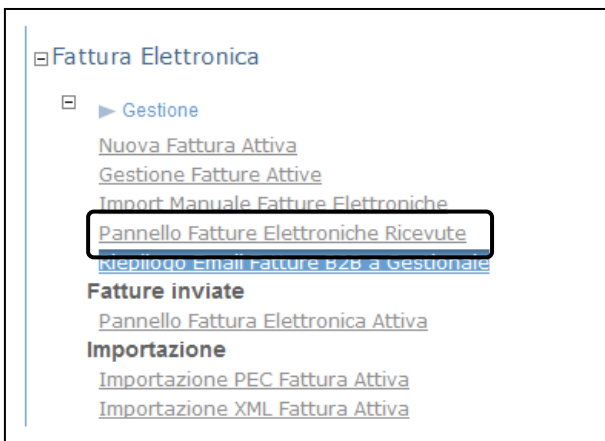 Fattura Elettronica
Gestione
Nuova Fattura Attiva
Gestione Fatture Attive
Import Manuale Fatture Elettroniche
Pannello Fatture Elettroniche Ricevute
Riepilogo Email Fatture B2B a Gestionale
Fatture inviate
Pannello Fattura Elettronica Attiva
Importazione
Importazione PEC Fattura Attiva
Importazione XML Fattura Attiva